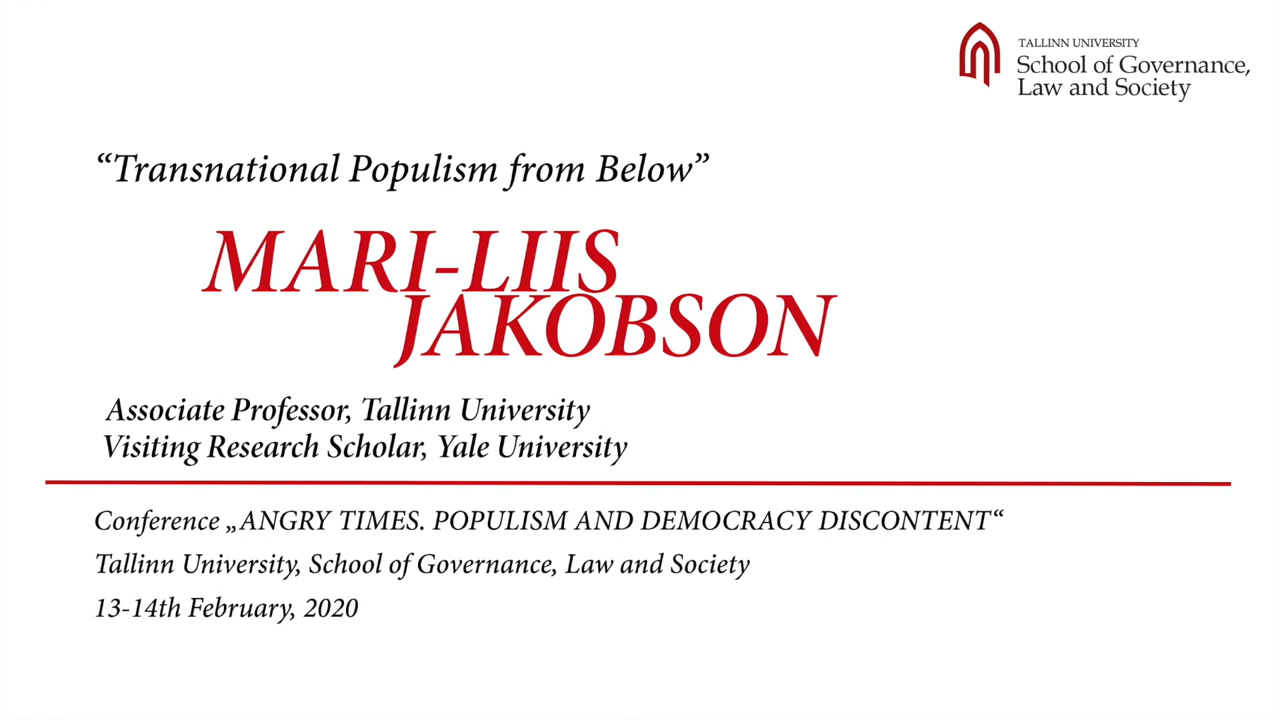 TALLINN UNIVERSITY
School of Governance,
Law and Society
“Transnational Populism from Below”
MARI-LIIS
JAKOBSON
Associate Professor, Tallinn University
Visiting Research Scholar, Yale University
Conference „ANGRY TIMES. POPULISM AND DEMOCRACY DISCONTENT“
Tallinn University, School of Governance, Law and Society
13-14th February, 2020